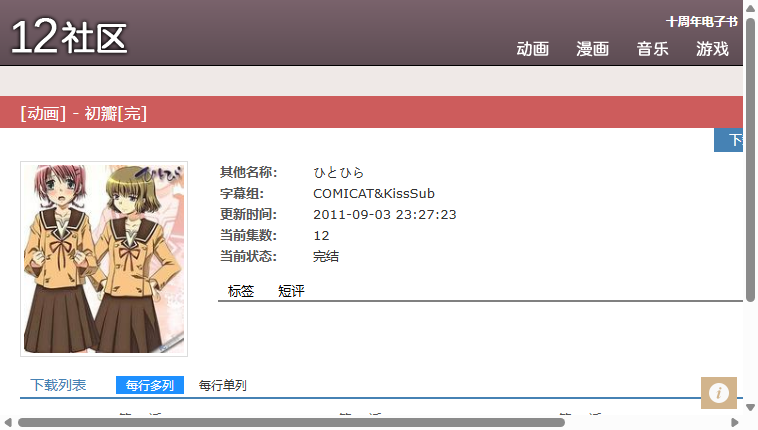 十周年电子书
12社区
动画 漫画 音乐 游戏
[动画] - 初瓣[完]
其他名称: ひとひら
字幕组: COMICAT&KissSub
更新时间: 2011-09-03 23:27:23
当前集数: 12
当前状态: 完结
标签 短评
下载列表 每行多列 每行单列